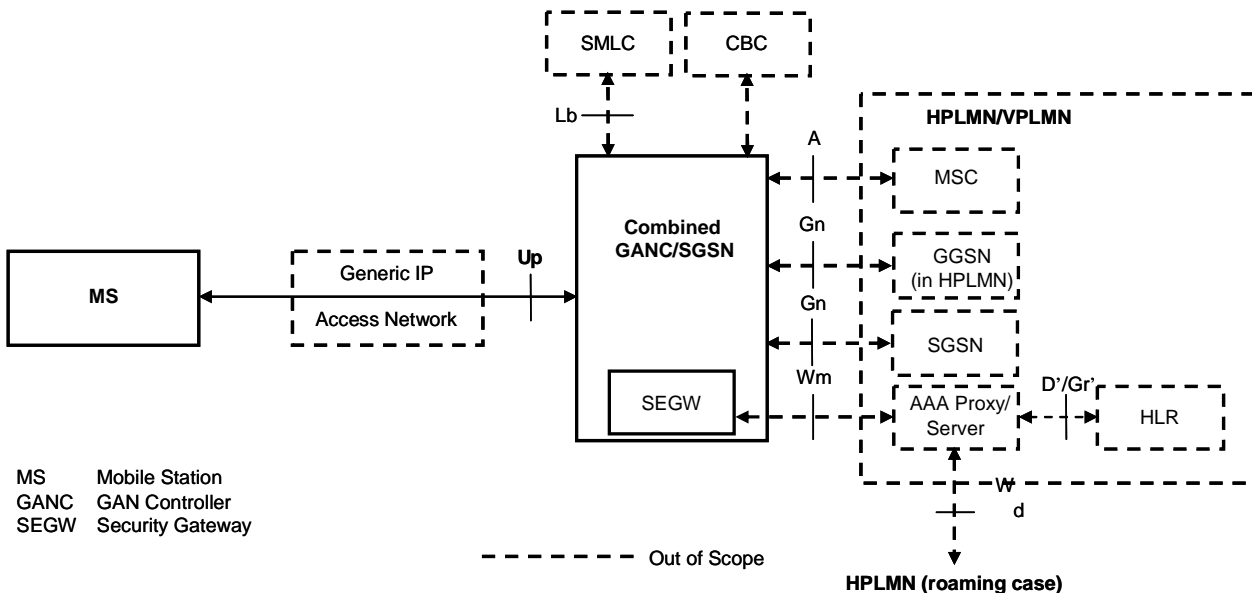 SMLC
CBC
Lb
HPLMN/VPLMN
A
MSC
Combined
GANC/SGSN
Gn
GGSN
(in HPLMN)
Up
Generic IP
Access Network
MS
Gn
SGSN
Wm
D'/Gr'
SEGW
AAA Proxy/
Server
HLR
MS Mobile Station
GANC GAN Controller
SEGW Security Gateway
W
d
Out of Scope
HPLMN (roaming case)